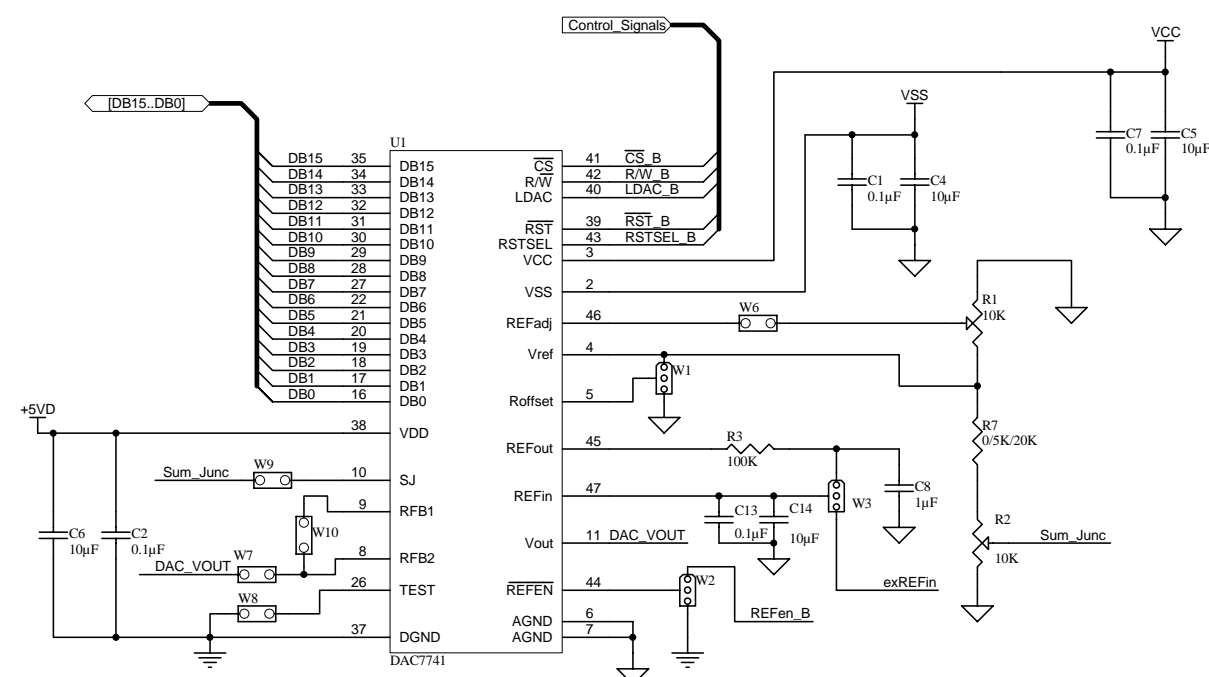 Control_Signals
VCC
[DB15..DB0]
VSS
C7
0.1µF
C5
10µF
U1
DB15 35 DB15
DB14 34 DB14
DB13 33 DB13
DB12 32 DB12
DB11 31 DB11
DB10 30 DB10
DB9 29 DB9
DB8 28 DB8
DB7 27 DB7
DB6 22 DB6
DB5 21 DB5
DB4 20 DB4
DB3 19 DB3
DB2 18 DB2
DB1 17 DB1
DB0 16 DB0
CS 41 CS_B
R/W 42 R/W_B
LDAC 40 LDAC_B
RST 39 RST_B
RSTSEL 43 RSTSEL_B
VCC 3
VSS 2
REFadj 46
Vref 4
Roffset 5
REFout 45
REFin 47
Vout 11 DAC_VOUT
REFEN 44
AGND 6
AGND 7
C1
0.1µF
C4
10µF
W6
R1
10K
W1
R7
0/5K/20K
R3
100K
W3
C8
1µF
C13
0.1µF
C14
10µF
R2
10K
Sum_Junc
exREFin
W2
REFen_B
+5VD
38 VDD
Sum_Junc W9 10 SJ
9 RFB1
W10
C6
10µF
C2
0.1µF
DAC_VOUT W7 8 RFB2
W8 26 TEST
37 DGND
DAC7741